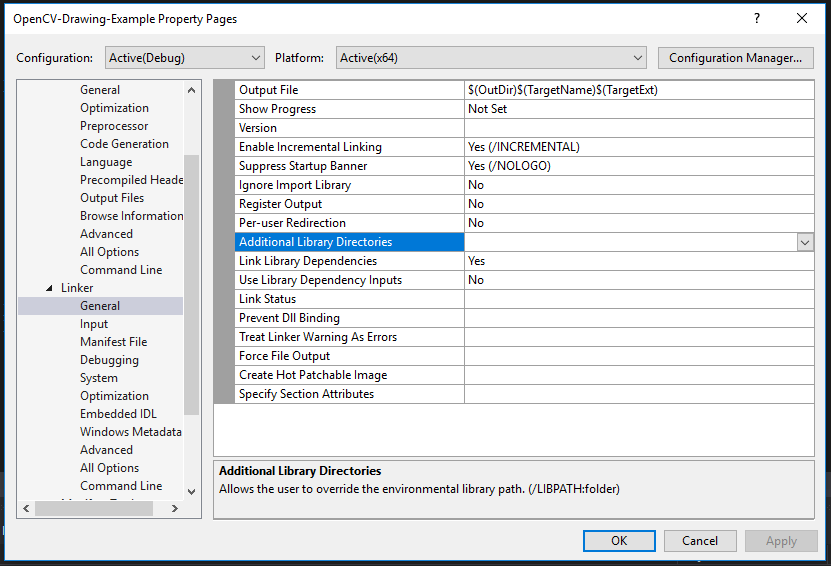 OpenCV-Drawing-Example Property Pages
?
Configuration: Active(Debug) Platform: Active(x64) Configuration Manager...
General
Optimization
Preprocessor
Code Generation
Language
Precompiled Heade
Output Files
Browse Information
Advanced
All Options
Command Line
Linker
General
Input
Manifest File
Debugging
System
Optimization
Embedded IDL
Windows Metadata
Advanced
All Options
Command Line
Output File $(OutDir)$(TargetName)$(TargetExt)
Show Progress Not Set
Version
Enable Incremental Linking Yes (/INCREMENTAL)
Suppress Startup Banner Yes (/NOLOGO)
Ignore Import Library No
Register Output No
Per-user Redirection No
Additional Library Directories
Link Library Dependencies Yes
Use Library Dependency Inputs No
Link Status
Prevent Dll Binding
Treat Linker Warning As Errors
Force File Output
Create Hot Patchable Image
Specify Section Attributes
Additional Library Directories
Allows the user to override the environmental library path. (/LIBPATH:folder)
OK Cancel Apply